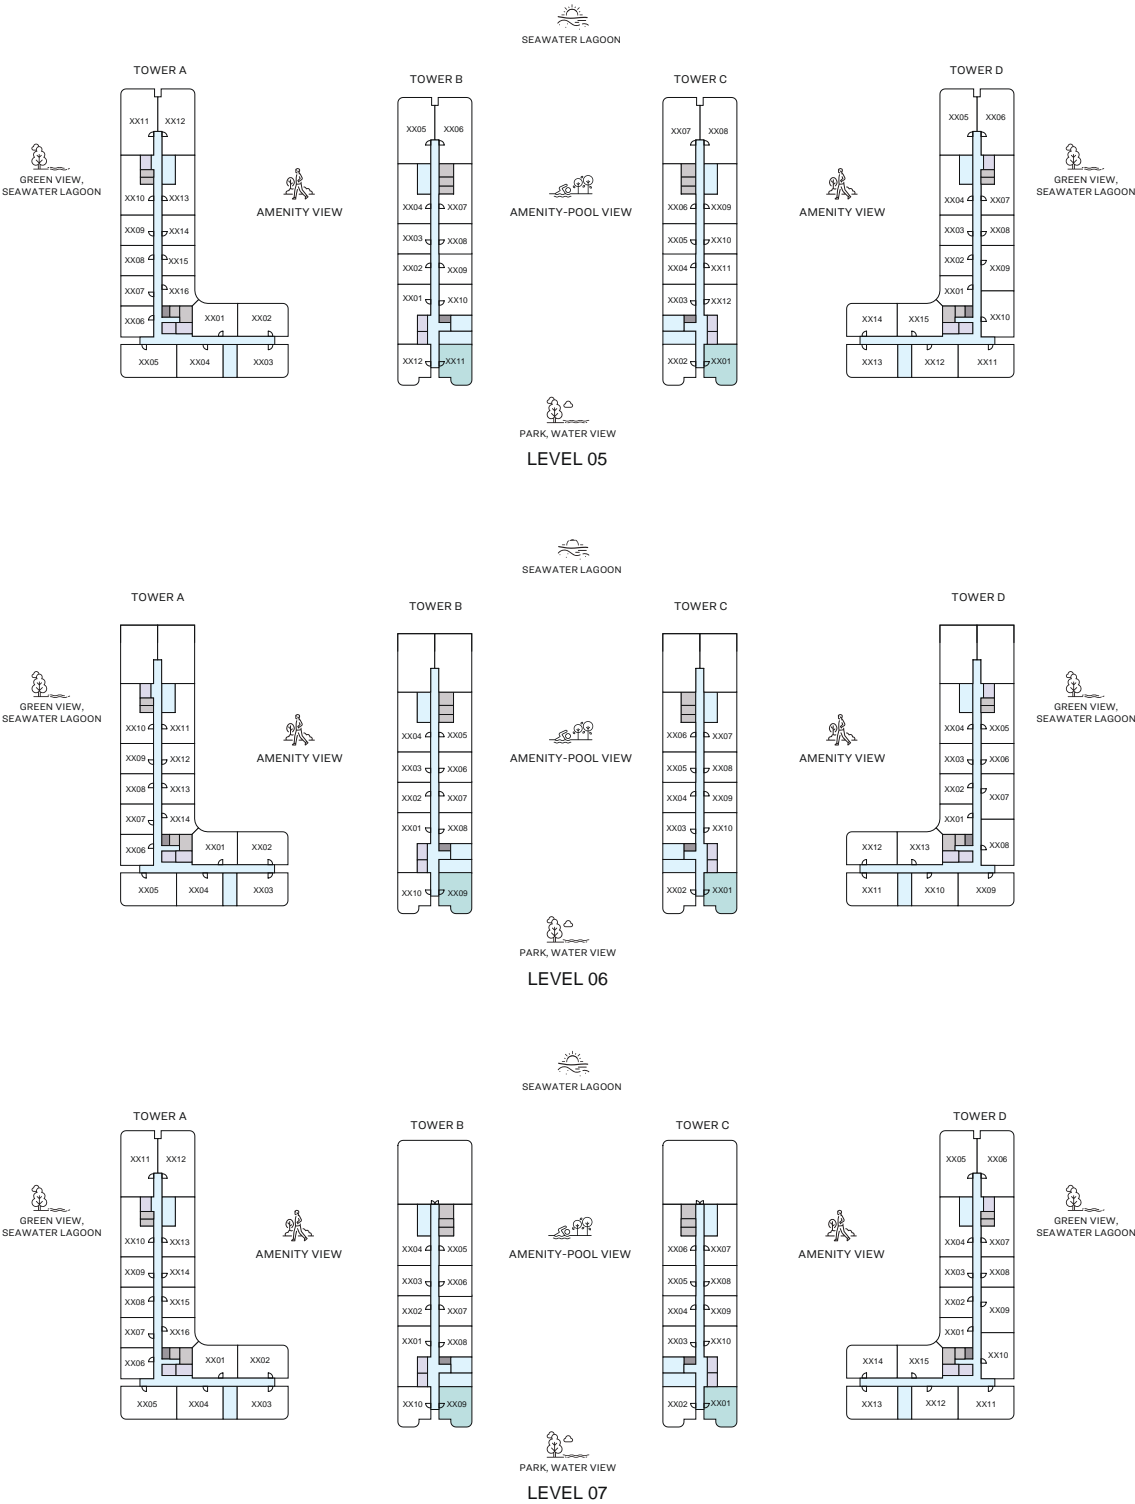 SEAWATER LAGOON
TOWER A
TOWER B
TOWER C
TOWER D
XX11 XX12
XX05 XX06
XX07 XX08
XX05 XX06
GREEN VIEW,
SEAWATER LAGOON
AMENITY VIEW
AMENITY-POOL VIEW
AMENITY VIEW
GREEN VIEW,
SEAWATER LAGOON
XX10 XX13
XX04 XX07
XX06 XX09
XX04 XX07
XX09 XX14
XX03 XX08
XX05 XX10
XX03 XX08
XX08 XX15
XX02 XX09
XX04 XX11
XX02 XX09
XX07 XX16
XX01 XX10
XX03 XX12
XX01
XX06 XX01 XX02
XX14 XX15 XX10
XX05 XX04 XX03
XX12 XX11
XX02 XX01
XX13 XX12 XX11
PARK, WATER VIEW
LEVEL 05
SEAWATER LAGOON
TOWER A
TOWER B
TOWER C
TOWER D
GREEN VIEW,
SEAWATER LAGOON
AMENITY VIEW
AMENITY-POOL VIEW
AMENITY VIEW
GREEN VIEW,
SEAWATER LAGOON
XX10 XX11
XX04 XX05
XX06 XX07
XX04 XX05
XX09 XX12
XX03 XX06
XX05 XX08
XX03 XX06
XX08 XX13
XX02 XX07
XX04 XX09
XX02 XX07
XX07 XX14
XX01 XX08
XX03 XX10
XX01
XX06 XX01 XX02
XX12 XX13 XX08
XX05 XX04 XX03
XX10 XX09
XX02 XX01
XX11 XX10 XX09
PARK, WATER VIEW
LEVEL 06
SEAWATER LAGOON
TOWER A
TOWER B
TOWER C
TOWER D
XX11 XX12
XX05 XX06
GREEN VIEW,
SEAWATER LAGOON
AMENITY VIEW
AMENITY-POOL VIEW
AMENITY VIEW
GREEN VIEW,
SEAWATER LAGOON
XX10 XX13
XX04 XX05
XX06 XX07
XX04 XX07
XX09 XX14
XX03 XX06
XX05 XX08
XX03 XX08
XX08 XX15
XX02 XX07
XX04 XX09
XX02 XX09
XX07 XX16
XX01 XX08
XX03 XX10
XX01
XX06 XX01 XX02
XX14 XX15 XX10
XX05 XX04 XX03
XX10 XX09
XX02 XX01
XX13 XX12 XX11
PARK, WATER VIEW
LEVEL 07